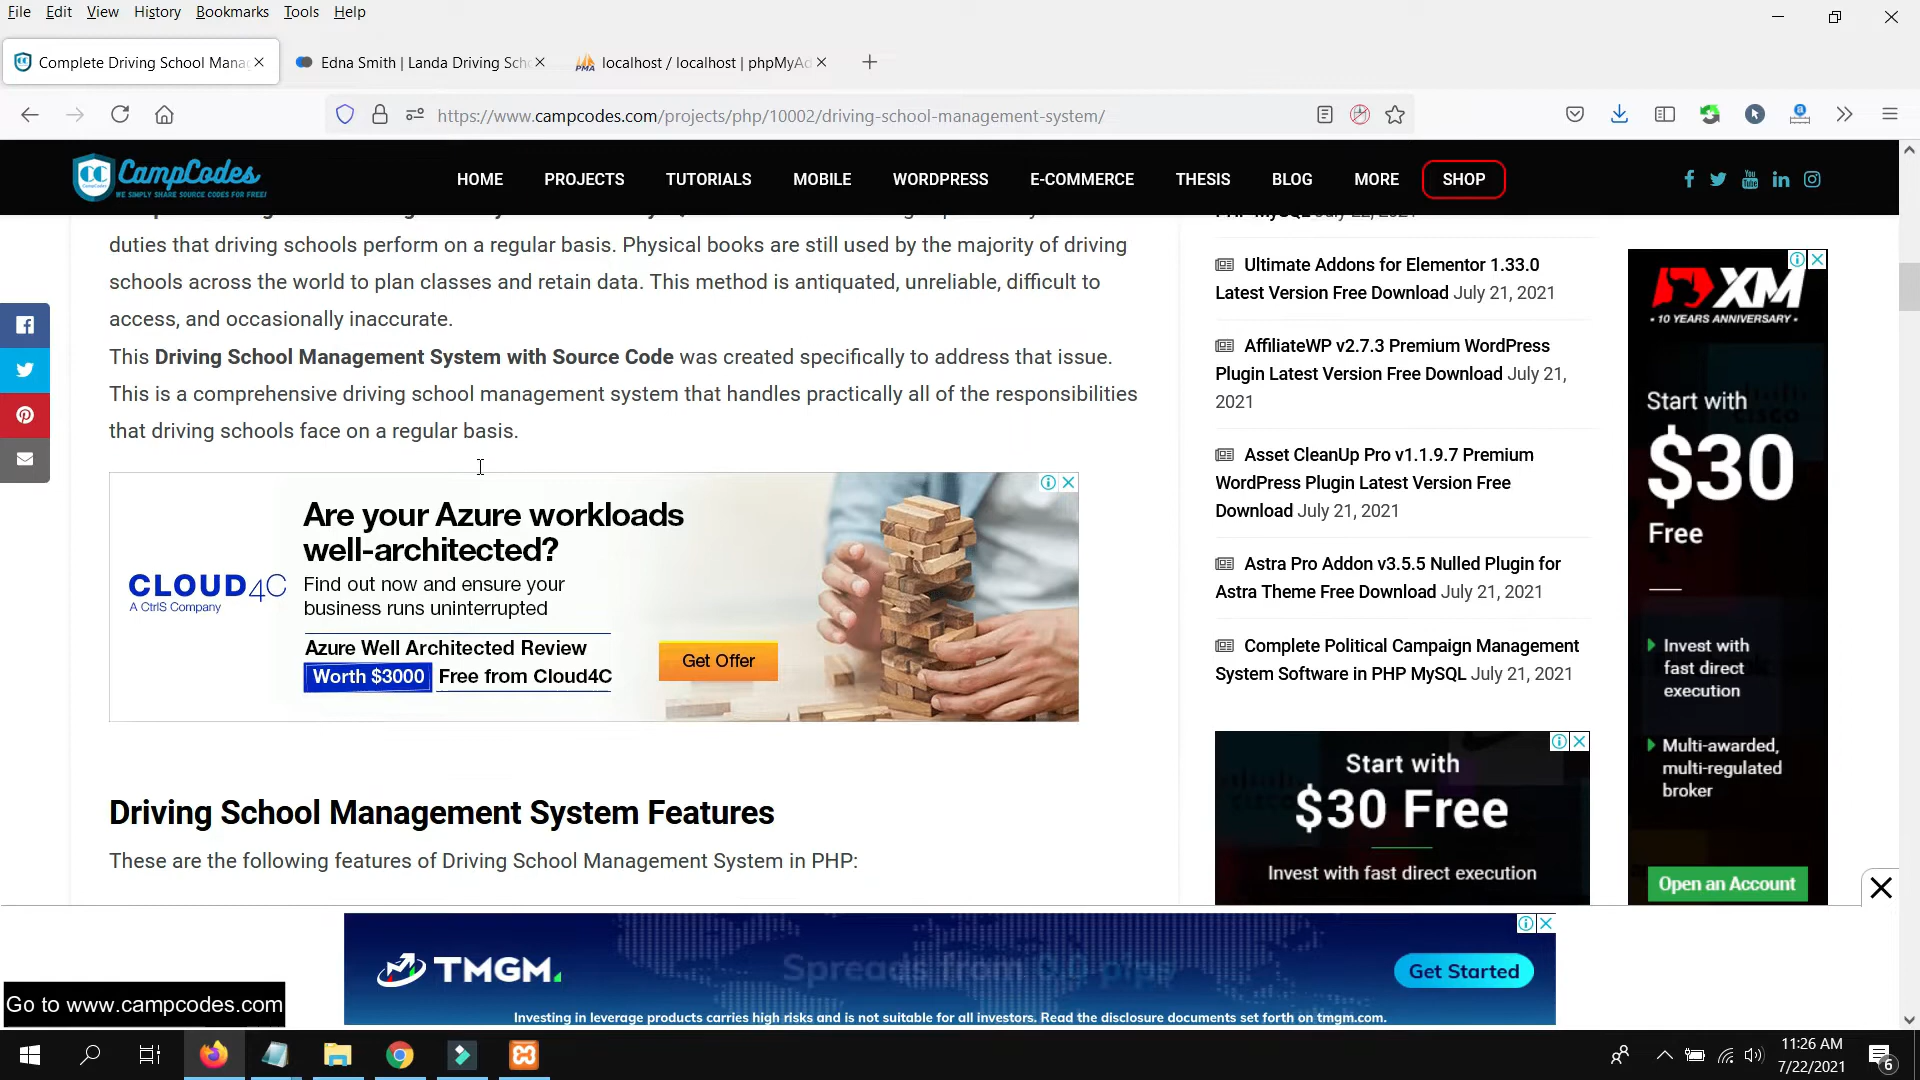 File Edit View History Bookmarks Tools Help
Complete Driving School Mana
Edna Smith | Landa Driving Sch
localhost / localhost | phpMyAd
https://www.campcodes.com/projects/php/10002/driving-school-management-system/
CampCodes
WE SIMPLY SHARE SOURCE CODES FOR FREE!
HOME PROJECTS TUTORIALS MOBILE WORDPRESS E-COMMERCE THESIS BLOG MORE SHOP
duties that driving schools perform on a regular basis. Physical books are still used by the majority of driving
schools across the world to plan classes and retain data. This method is antiquated, unreliable, difficult to
access, and occasionally inaccurate.
This Driving School Management System with Source Code was created specifically to address that issue.
This is a comprehensive driving school management system that handles practically all of the responsibilities
that driving schools face on a regular basis.
CLOUD4C
A CtrlS Company
Are your Azure workloads
well-architected?
Find out now and ensure your
business runs uninterrupted
Azure Well Architected Review
Worth $3000 Free from Cloud4C
Get Offer
Driving School Management System Features
These are the following features of Driving School Management System in PHP:
PHP MySQL July 22, 2021
Ultimate Addons for Elementor 1.33.0
Latest Version Free Download July 21, 2021
AffiliateWP v2.7.3 Premium WordPress
Plugin Latest Version Free Download July 21,
2021
Asset CleanUp Pro v1.1.9.7 Premium
WordPress Plugin Latest Version Free
Download July 21, 2021
Astra Pro Addon v3.5.5 Nulled Plugin for
Astra Theme Free Download July 21, 2021
Complete Political Campaign Management
System Software in PHP MySQL July 21, 2021
Start with
$30 Free
Invest with fast direct execution
XM
• 10 YEARS ANNIVERSARY •
Start with
$30
Free
Invest with
fast direct
execution
Multi-awarded,
multi-regulated
broker
Open an Account
TMGM
Spreads from 0.0 pips
Get Started
Investing in leverage products carries high risks and is not suitable for all investors. Read the disclosure documents set forth on tmgm.com.
Go to www.campcodes.com
11:26 AM
7/22/2021
6